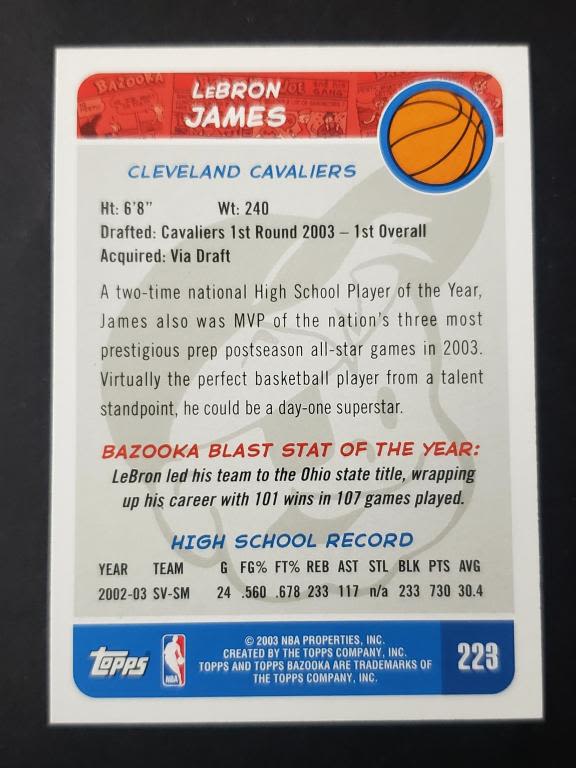 BAZOOKA
LeBRON
JAMES
CLEVELAND CAVALIERS
Ht: 6'8" Wt: 240
Drafted: Cavaliers 1st Round 2003 – 1st Overall
Acquired: Via Draft
A two-time national High School Player of the Year,
James also was MVP of the nation's three most
prestigious prep postseason all-star games in 2003.
Virtually the perfect basketball player from a talent
standpoint, he could be a day-one superstar.
BAZOOKA BLAST STAT OF THE YEAR:
LeBron led his team to the Ohio state title, wrapping
up his career with 101 wins in 107 games played.
HIGH SCHOOL RECORD
YEAR TEAM G FG% FT% REB AST STL BLK PTS AVG
2002-03 SV-SM 24 .560 .678 233 117 n/a 233 730 30.4
Topps
NBA
© 2003 NBA PROPERTIES, INC.
CREATED BY THE TOPPS COMPANY, INC.
TOPPS AND TOPPS BAZOOKA ARE TRADEMARKS OF
THE TOPPS COMPANY, INC.
223